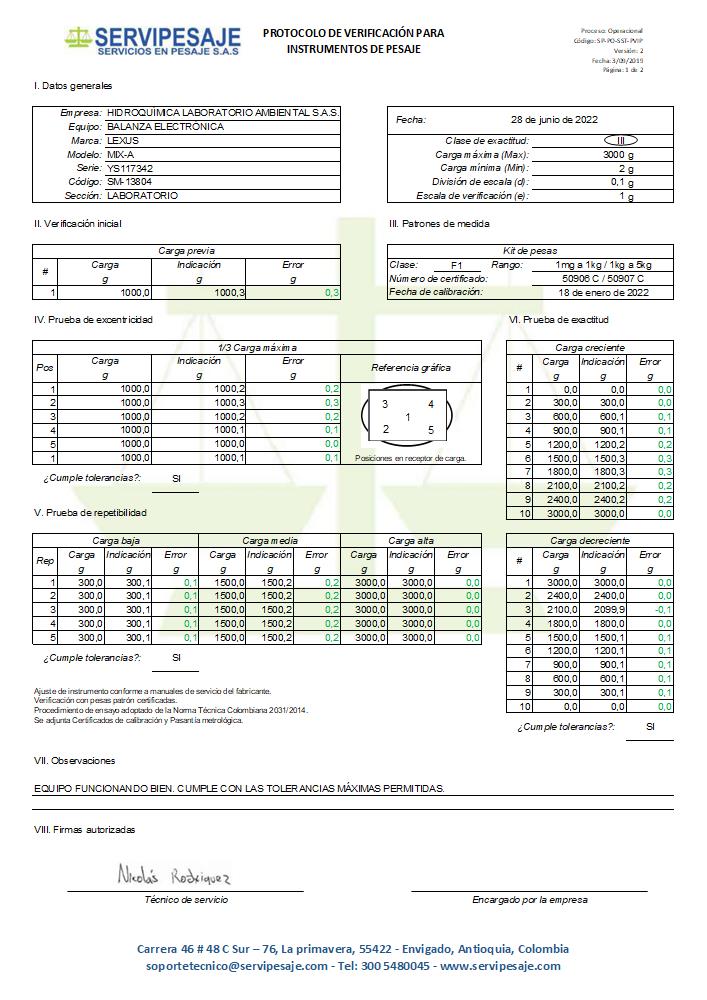 SERVIPESAJE
SERVICIOS EN PESAJE S.A.S
PROTOCOLO DE VERIFICACIÓN PARA
INSTRUMENTOS DE PESAJE
Proceso: Operacional
Código: SP-PO-SST-PVIP
Versión: 2
Fecha: 3/09/2019
Página: 1 de 2
I. Datos generales
Empresa: HIDROQUÍMICA LABORATORIO AMBIENTAL S.A.S.
Equipo: BALANZA ELECTRÓNICA
Marca: LEXUS
Modelo: MIX-A
Serie: YS117342
Código: SM-13804
Sección: LABORATORIO
Fecha: 28 de junio de 2022
Clase de exactitud: III
Carga máxima (Max): 3000 g
Carga mínima (Min): 2 g
División de escala (d): 0,1 g
Escala de verificación (e): 1 g
II. Verificación inicial
Carga previa
# Carga Indicación Error
g g g
1 1000,0 1000,3 0,3
III. Patrones de medida
Kit de pesas
Clase: F1 Rango: 1mg a 1kg / 1kg a 5kg
Número de certificado: 50906 C / 50907 C
Fecha de calibración: 18 de enero de 2022
IV. Prueba de excentricidad
1/3 Carga máxima
Pos Carga Indicación Error Referencia gráfica
g g g
1 1000,0 1000,2 0,2
2 1000,0 1000,3 0,3
3 1000,0 1000,2 0,2
4 1000,0 1000,1 0,1
5 1000,0 1000,0 0,0
1 1000,0 1000,1 0,1
3 4
1
2 5
Posiciones en receptor de carga.
¿Cumple tolerancias?: SI
VI. Prueba de exactitud
Carga creciente
# Carga Indicación Error
g g g
1 0,0 0,0 0,0
2 300,0 300,0 0,0
3 600,0 600,1 0,1
4 900,0 900,1 0,1
5 1200,0 1200,2 0,2
6 1500,0 1500,3 0,3
7 1800,0 1800,3 0,3
8 2100,0 2100,2 0,2
9 2400,0 2400,2 0,2
10 3000,0 3000,0 0,0
V. Prueba de repetibilidad
Carga baja Carga media Carga alta
Rep Carga Indicación Error Carga Indicación Error Carga Indicación Error
g g g g g g g g g
1 300,0 300,1 0,1 1500,0 1500,2 0,2 3000,0 3000,0 0,0
2 300,0 300,1 0,1 1500,0 1500,2 0,2 3000,0 3000,0 0,0
3 300,0 300,1 0,1 1500,0 1500,2 0,2 3000,0 3000,0 0,0
4 300,0 300,1 0,1 1500,0 1500,2 0,2 3000,0 3000,0 0,0
5 300,0 300,1 0,1 1500,0 1500,2 0,2 3000,0 3000,0 0,0
¿Cumple tolerancias?: SI
Carga decreciente
# Carga Indicación Error
g g g
1 3000,0 3000,0 0,0
2 2400,0 2400,0 0,0
3 2100,0 2099,9 -0,1
4 1800,0 1800,0 0,0
5 1500,0 1500,1 0,1
6 1200,0 1200,1 0,1
7 900,0 900,1 0,1
8 600,0 600,1 0,1
9 300,0 300,1 0,1
10 0,0 0,0 0,0
¿Cumple tolerancias?: SI
Ajuste de instrumento conforme a manuales de servicio del fabricante.
Verificación con pesas patrón certificadas.
Procedimiento de ensayo adoptado de la Norma Técnica Colombiana 2031/2014.
Se adjunta Certificados de calibración y Pasantía metrológica.
VII. Observaciones
EQUIPO FUNCIONANDO BIEN. CUMPLE CON LAS TOLERANCIAS MÁXIMAS PERMITIDAS.
VIII. Firmas autorizadas
Nicolás Rodriguez
Técnico de servicio
Encargado por la empresa
Carrera 46 # 48 C Sur – 76, La primavera, 55422 - Envigado, Antioquia, Colombia
soportetecnico@servipesaje.com - Tel: 300 5480045 - www.servipesaje.com